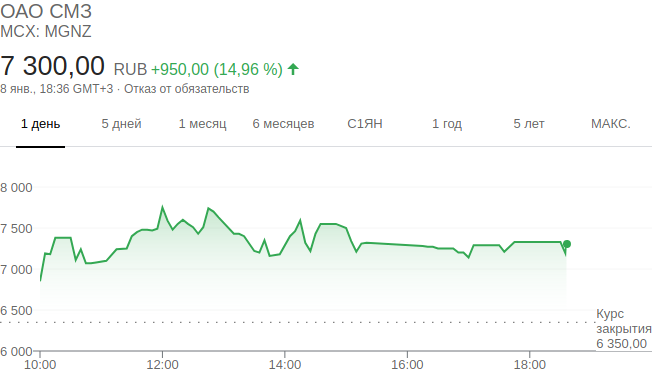 ОАО СМЗ
MCX: MGNZ
7 300,00 RUB +950,00 (14,96 %)
8 янв., 18:36 GMT+3 · Отказ от обязательств
1 день 5 дней 1 месяц 6 месяцев С1ЯН 1 год 5 лет МАКС.
8 000
7 500
7 000
6 500
Курс
закрытия
6 350,00
6 000
10:00 12:00 14:00 16:00 18:00